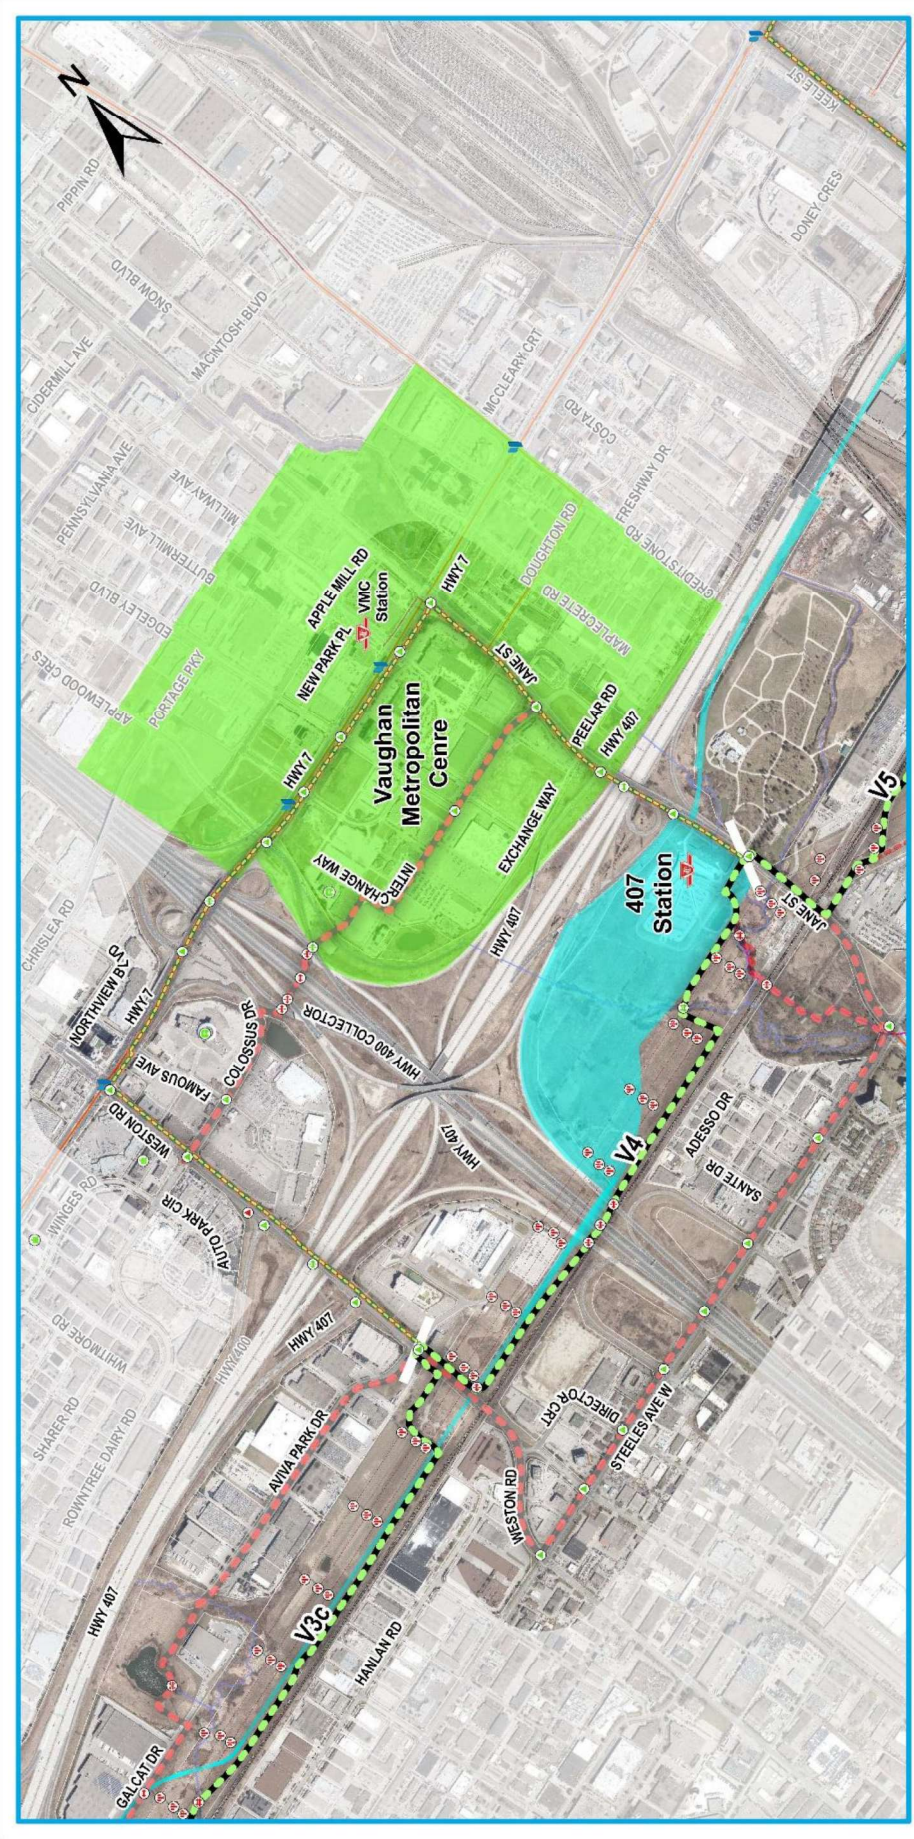 N
PIPPIN RD
SNOW BLVD
MACINTOSH BLVD
CIDERMILL AVE
PENNSYLVANIA AVE
MILLWAY AVE
BUTTERMILL AVE
EDGELEY BLVD
APPLEWOOD CRES
PORTAGE PKY
KEELE ST
DONEY CRES
MCCLEARY CRT
COSTA RD
FRESHWAY DR
CREDITSTONE RD
DOUGHTON RD
MAPLECRETE RD
APPLE MILL RD
NEW PARK PL
VMC
Station
HWY 7
HWY 7
JANE ST
PEELAR RD
HWY 407
Vaughan
Metropolitan
Cenre
EXCHANGE WAY
INTERCHANGE WAY
HWY 407
407
Station
JANE ST
V5
CHRISLEA RD
NORTHVIEW BLVD
HWY 7
FAMOUS AVE
COLOSSUS DR
HWY 400 COLLECTOR
HWY 407
WESTON RD
WINGES RD
AUTO PARK CIR
WHITMORE RD
HWY 400
HWY 407
V4
ADESSO DR
SANTE DR
SHARER RD
ROWNTREE DAIRY RD
AVIVA PARK DR
DIRECTOR CRT
STEELES AVE W
WESTON RD
HWY 407
V3c
HANLAN RD
GALCAT DR